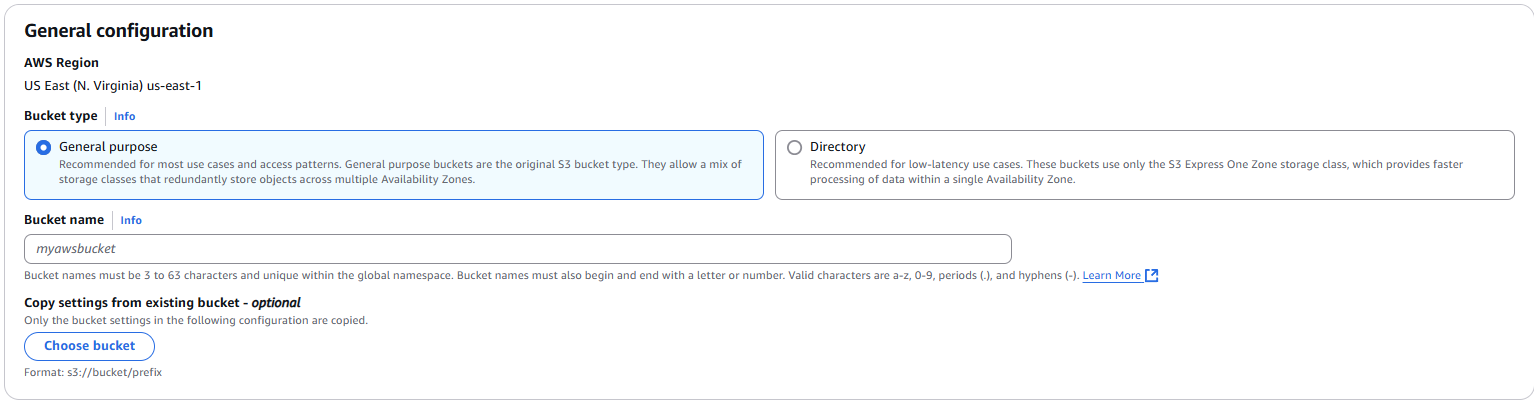 General configuration
AWS Region
US East (N. Virginia) us-east-1
Bucket type Info
General purpose
Recommended for most use cases and access patterns. General purpose buckets are the original S3 bucket type. They allow a mix of
storage classes that redundantly store objects across multiple Availability Zones.
Directory
Recommended for low-latency use cases. These buckets use only the S3 Express One Zone storage class, which provides faster
processing of data within a single Availability Zone.
Bucket name Info
myawsbucket
Bucket names must be 3 to 63 characters and unique within the global namespace. Bucket names must also begin and end with a letter or number. Valid characters are a-z, 0-9, periods (.), and hyphens (-). Learn More
Copy settings from existing bucket - optional
Only the bucket settings in the following configuration are copied.
Choose bucket
Format: s3://bucket/prefix